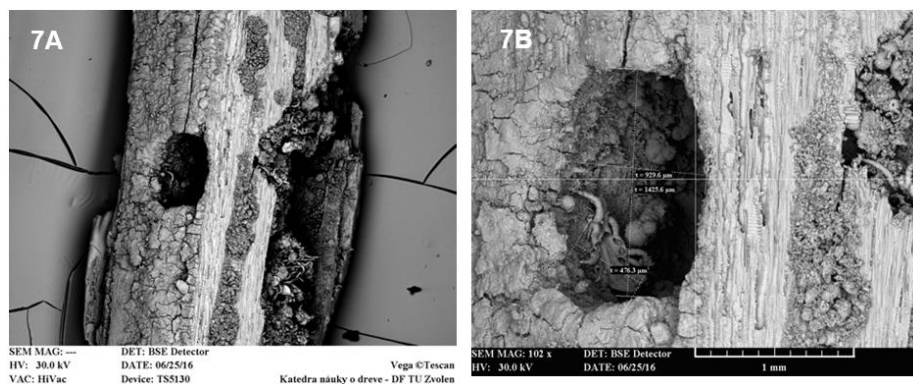 7A
SEM MAG: --- DET: BSE Detector
HV: 30.0 kV DATE: 06/25/16 Vega ©Tescan
VAC: HiVac Device: TS5130 Katedra náuky o dreve - DF TU Zvolen
7B
t = 929.6 µm
t = 1425.6 µm
t = 476.3 µm
SEM MAG: 102 x DET: BSE Detector
HV: 30.0 kV DATE: 06/25/16 1 mm